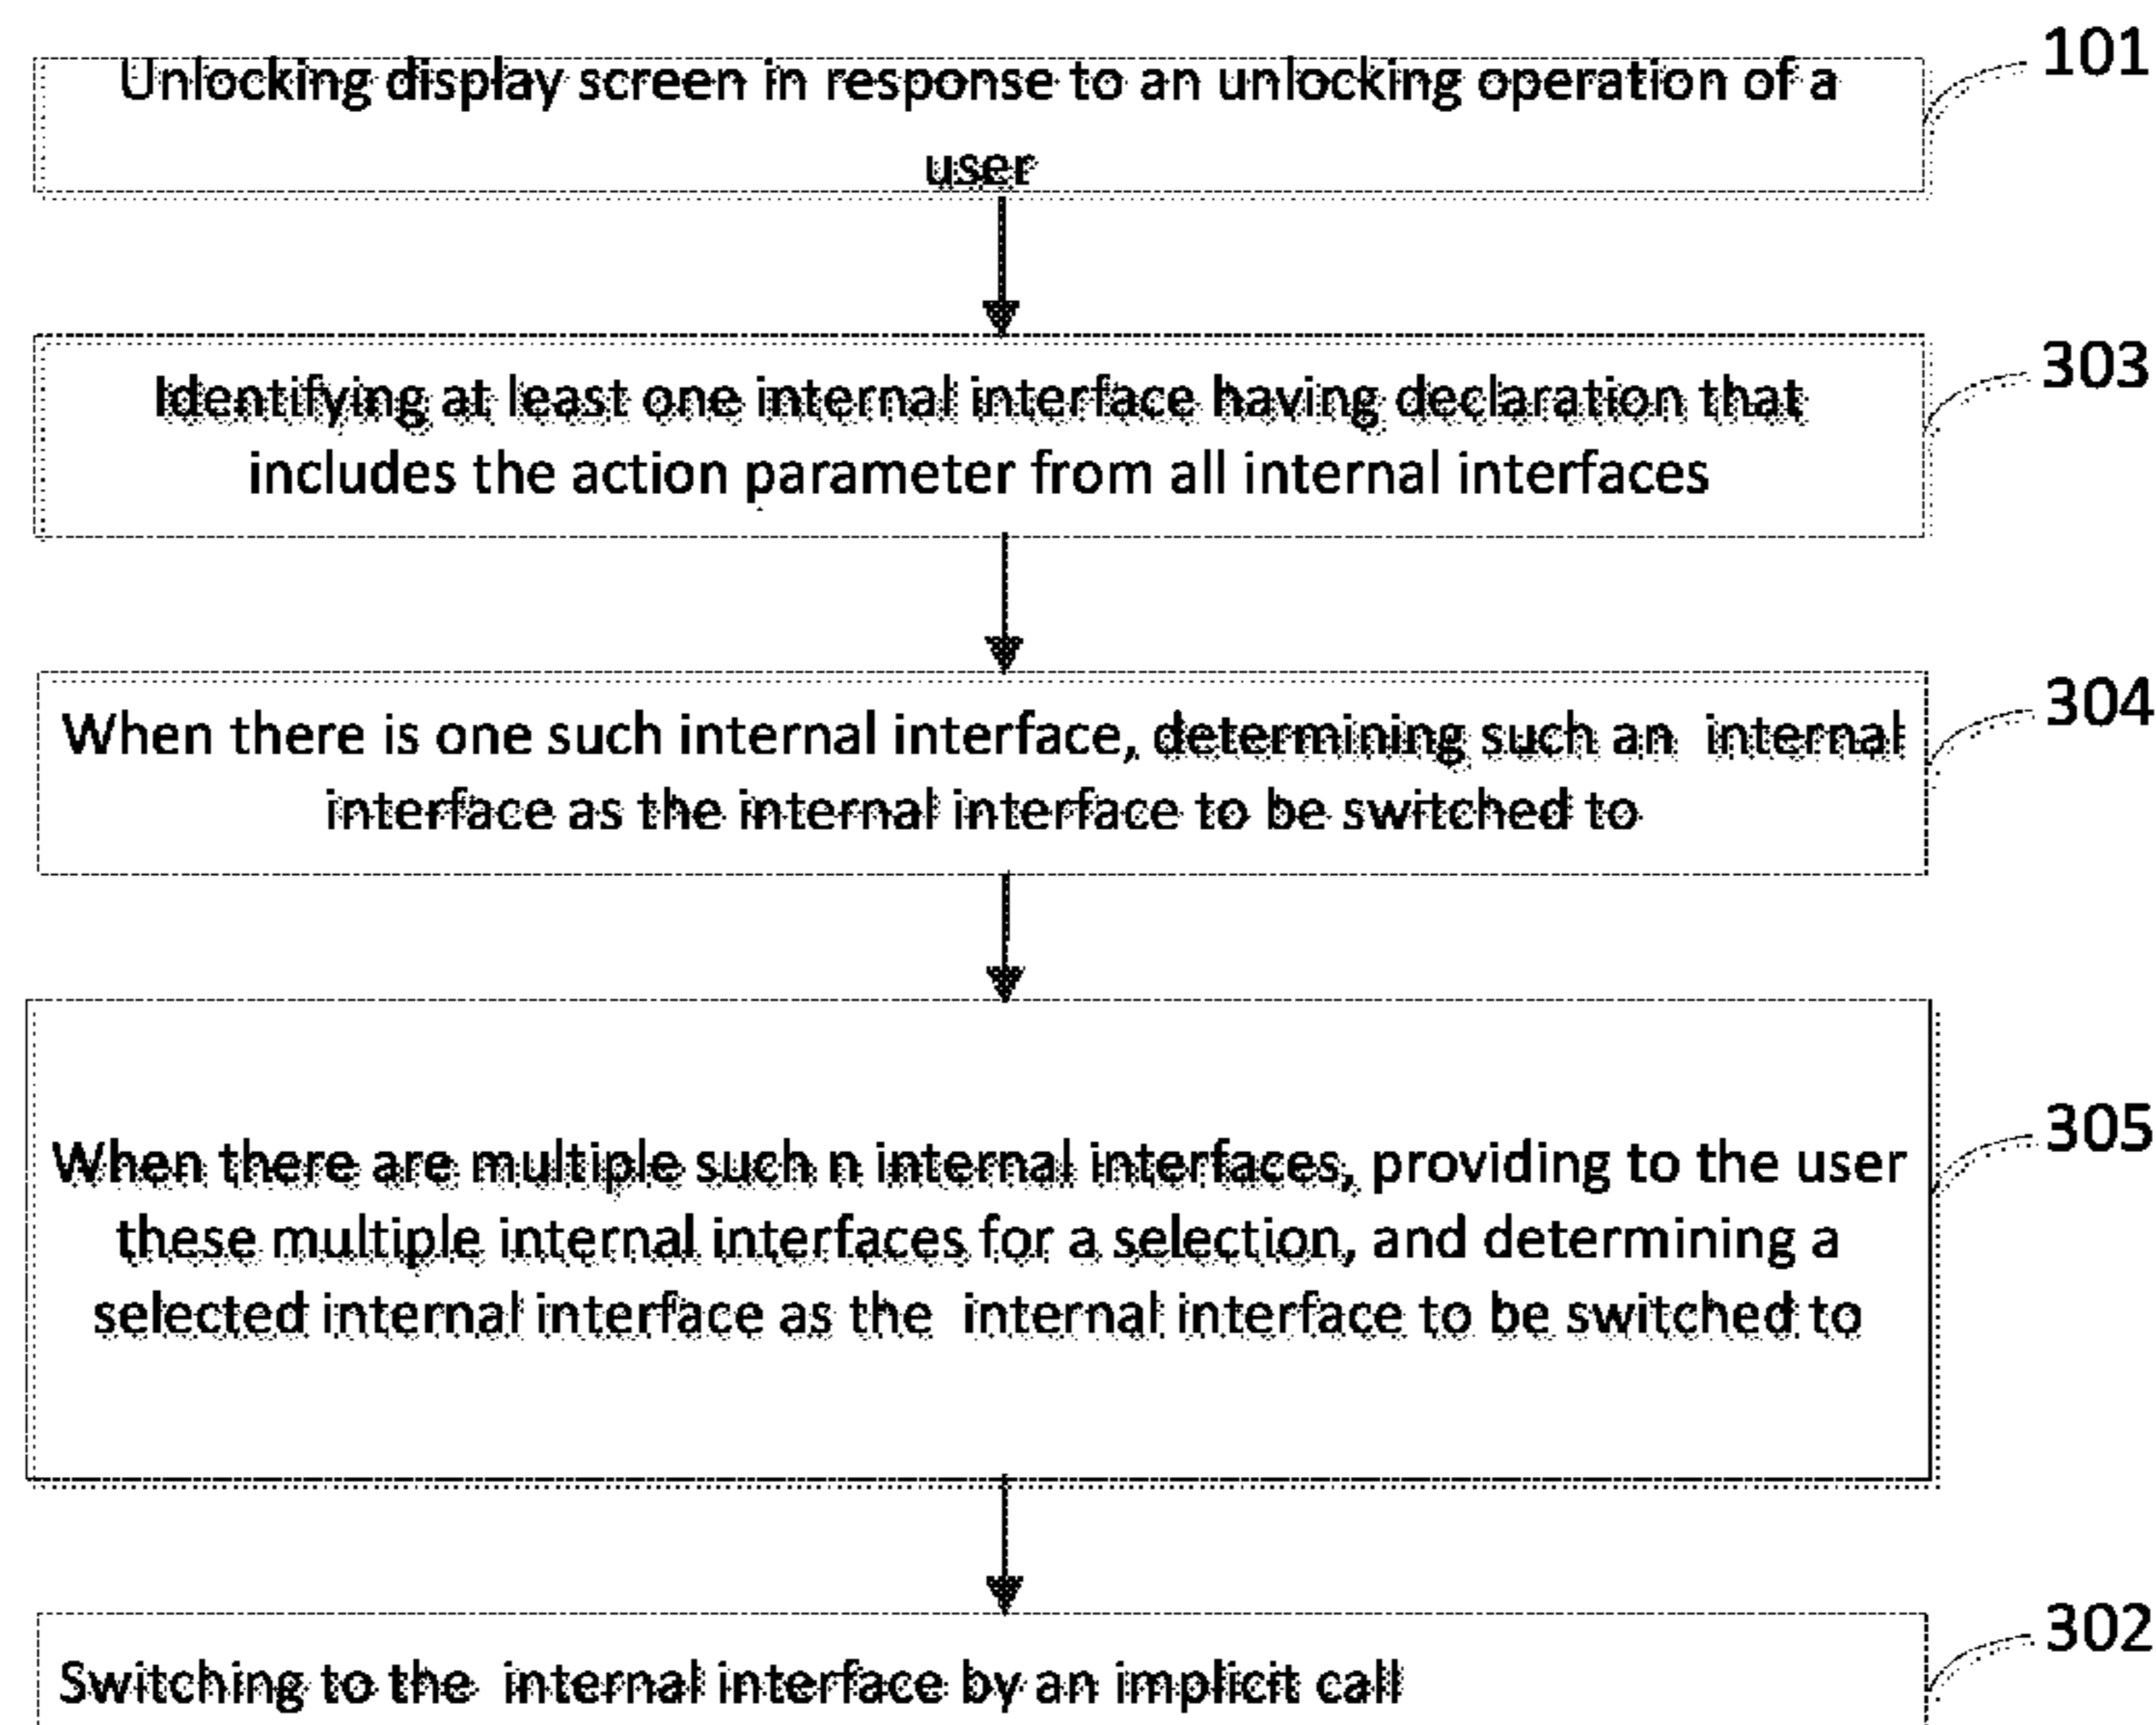 101
Unlocking display screen in response to an unlocking operation of a
user
303
Identifying at least one internal interface having declaration that
includes the action parameter from all internal interfaces
304
When there is one such internal interface, determining such an internal
interface as the internal interface to be switched to
305
When there are multiple such n internal interfaces, providing to the user
these multiple internal interfaces for a selection, and determining a
selected internal interface as the internal interface to be switched to
302
Switching to the internal interface by an implicit call